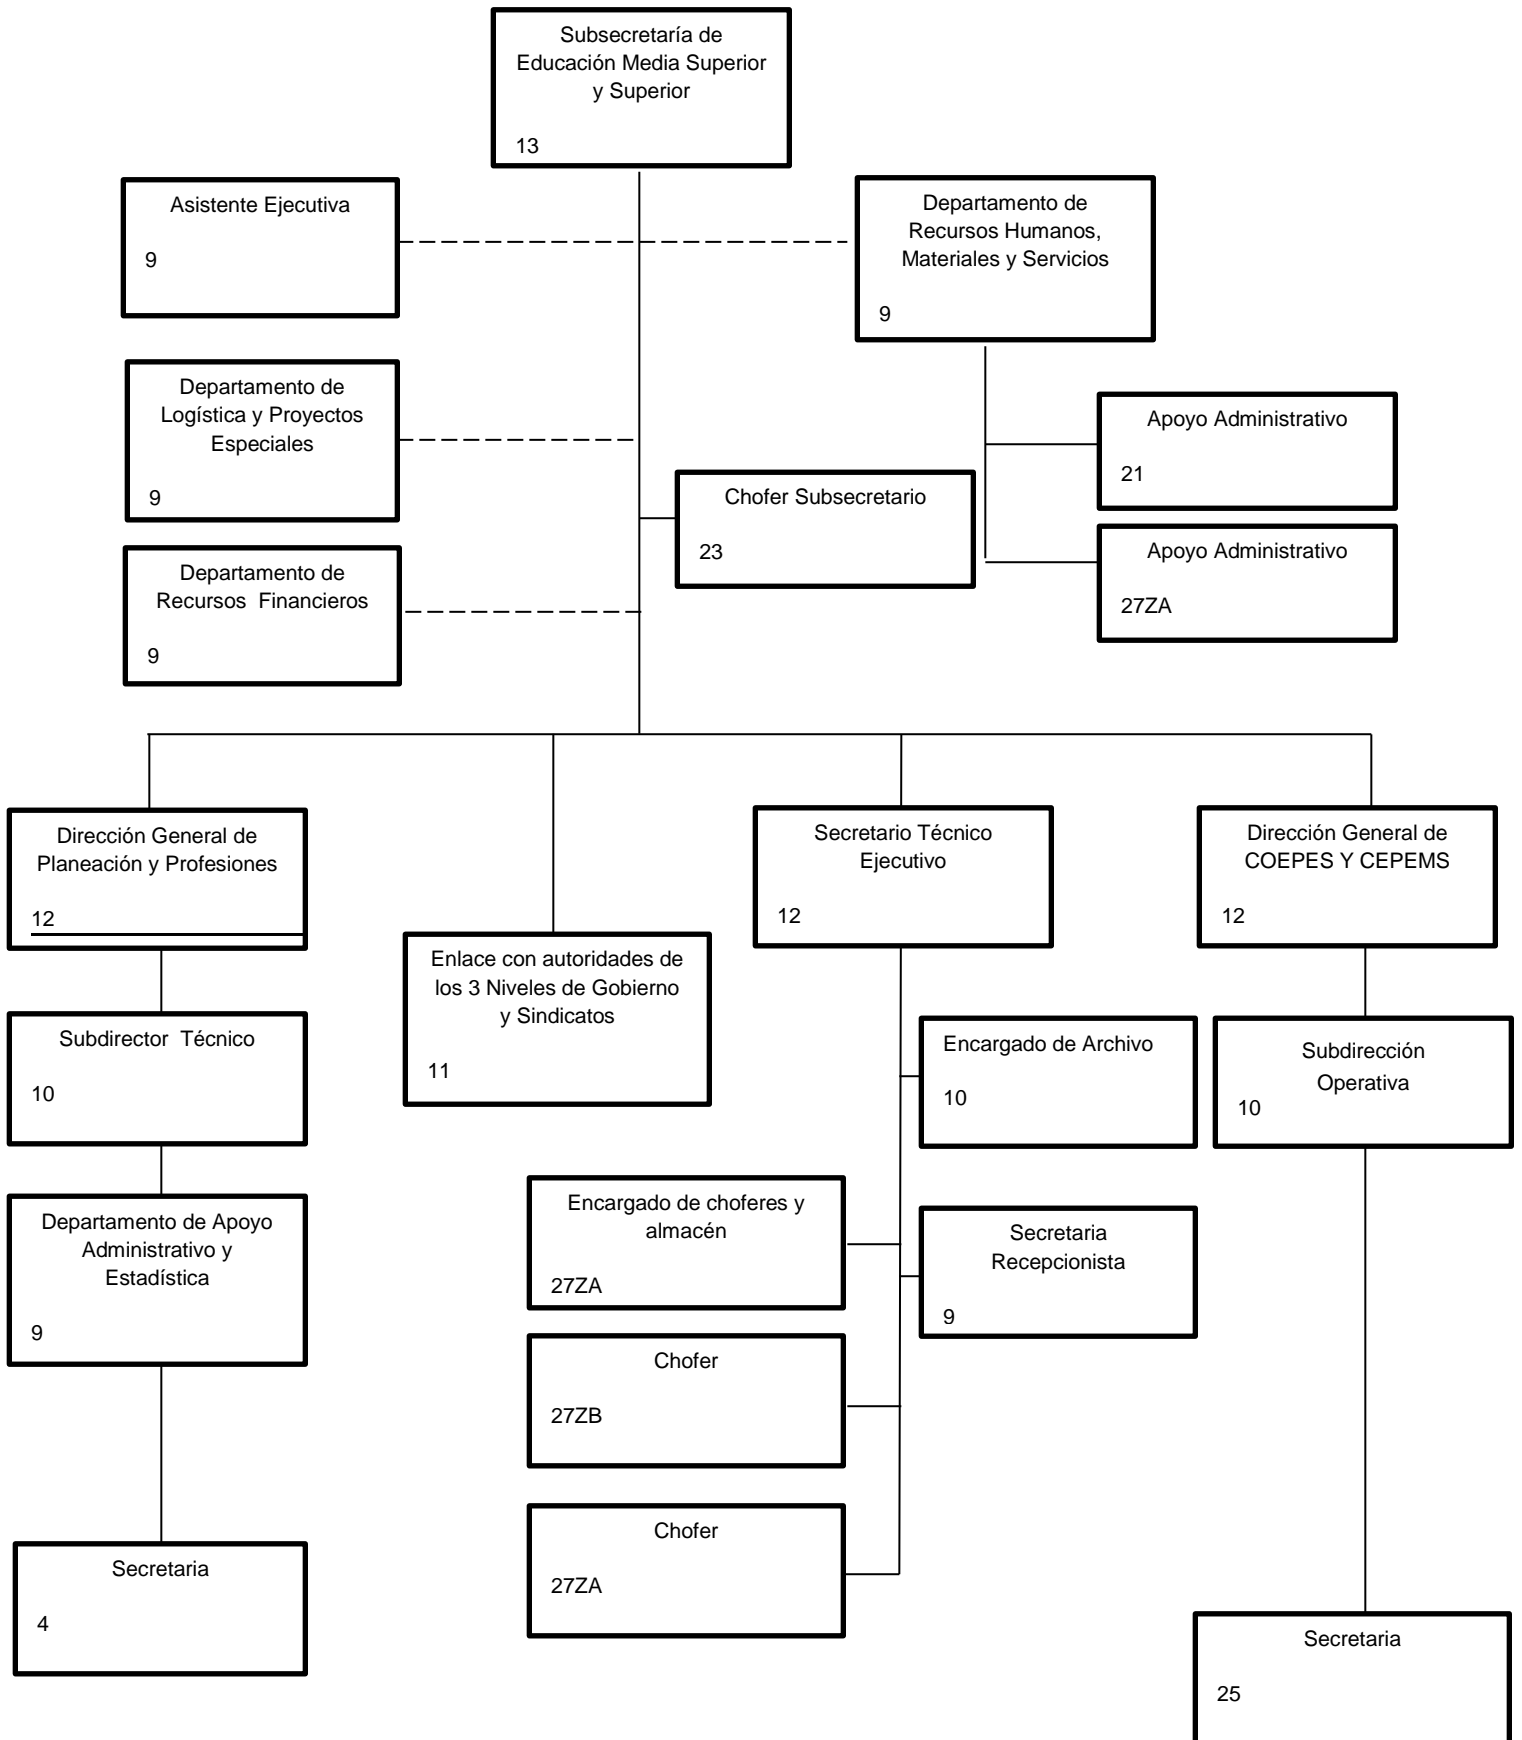 Subsecretaría de
Educación Media Superior
y Superior
13
Asistente Ejecutiva
9
Departamento de
Recursos Humanos,
Materiales y Servicios
9
Departamento de
Logística y Proyectos
Especiales
9
Apoyo Administrativo
21
Chofer Subsecretario
23
Apoyo Administrativo
27ZA
Departamento de
Recursos  Financieros
9
Dirección General de
Planeación y Profesiones
12
Enlace con autoridades de
los 3 Niveles de Gobierno
y Sindicatos
11
Secretario Técnico
Ejecutivo
12
Dirección General de
COEPES Y CEPEMS
12
Subdirector  Técnico
10
Encargado de Archivo
10
Subdirección
Operativa
10
Departamento de Apoyo
Administrativo y
Estadística
9
Encargado de choferes y
almacén
27ZA
Secretaria
Recepcionista
9
Chofer
27ZB
Chofer
27ZA
Secretaria
4
Secretaria
25